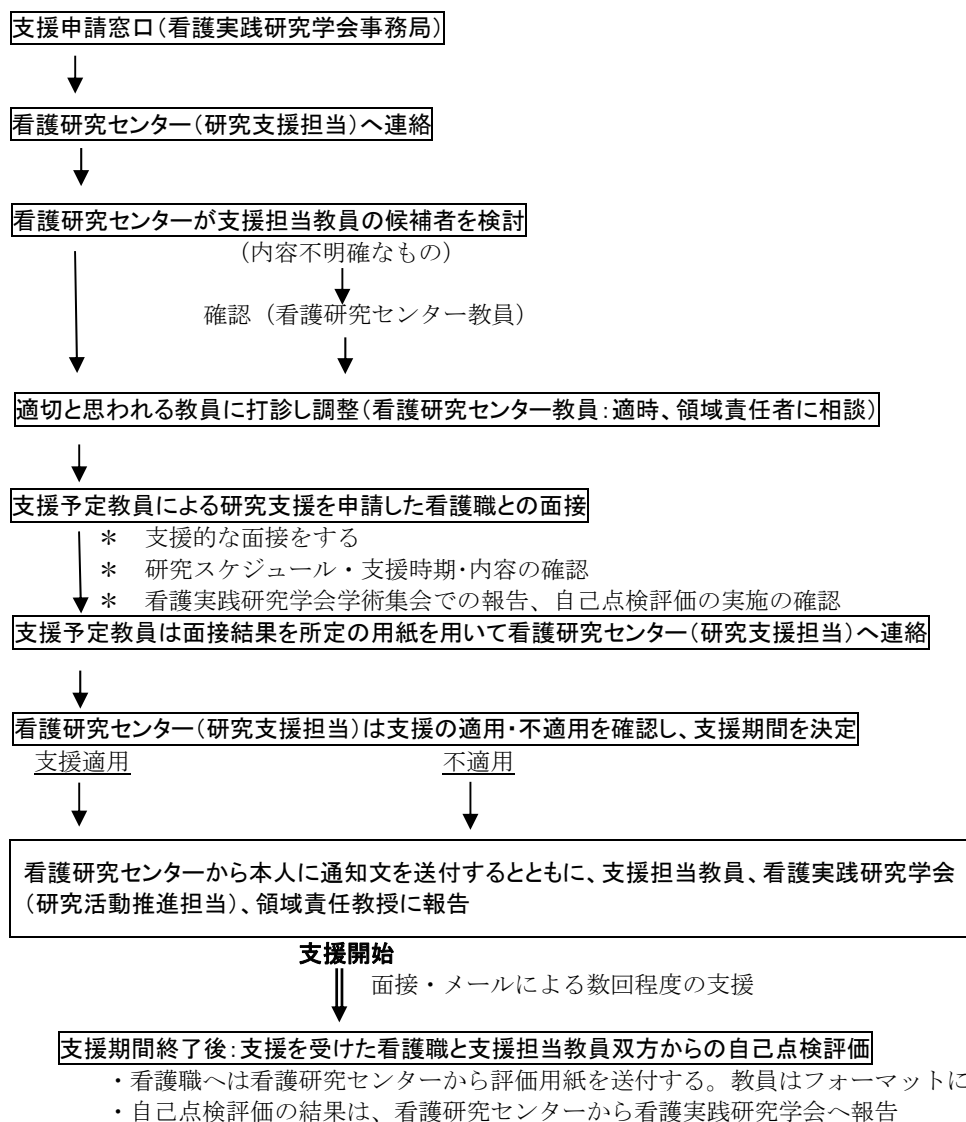 支援申請窓口(看護実践研究学会事務局)
看護研究センター(研究支援担当)へ連絡
看護研究センターが支援担当教員の候補者を検討
(内容不明確なもの)
確認(看護研究センター教員)
適切と思われる教員に打診し調整(看護研究センター教員:適時、領域責任者に相談)
支援予定教員による研究支援を申請した看護職との面接
＊ 支援的な面接をする
＊ 研究スケジュール・支援時期・内容の確認
＊ 看護実践研究学会学術集会での報告、自己点検評価の実施の確認
支援予定教員は面接結果を所定の用紙を用いて看護研究センター(研究支援担当)へ連絡
看護研究センター(研究支援担当)は支援の適用・不適用を確認し、支援期間を決定
支援適用 不適用
看護研究センターから本人に通知文を送付するとともに、支援担当教員、看護実践研究学会
(研究活動推進担当)、領域責任教授に報告
支援開始
面接・メールによる数回程度の支援
支援期間終了後:支援を受けた看護職と支援担当教員双方からの自己点検評価
・看護職へは看護研究センターから評価用紙を送付する。教員はフォーマットに
・自己点検評価の結果は、看護研究センターから看護実践研究学会へ報告